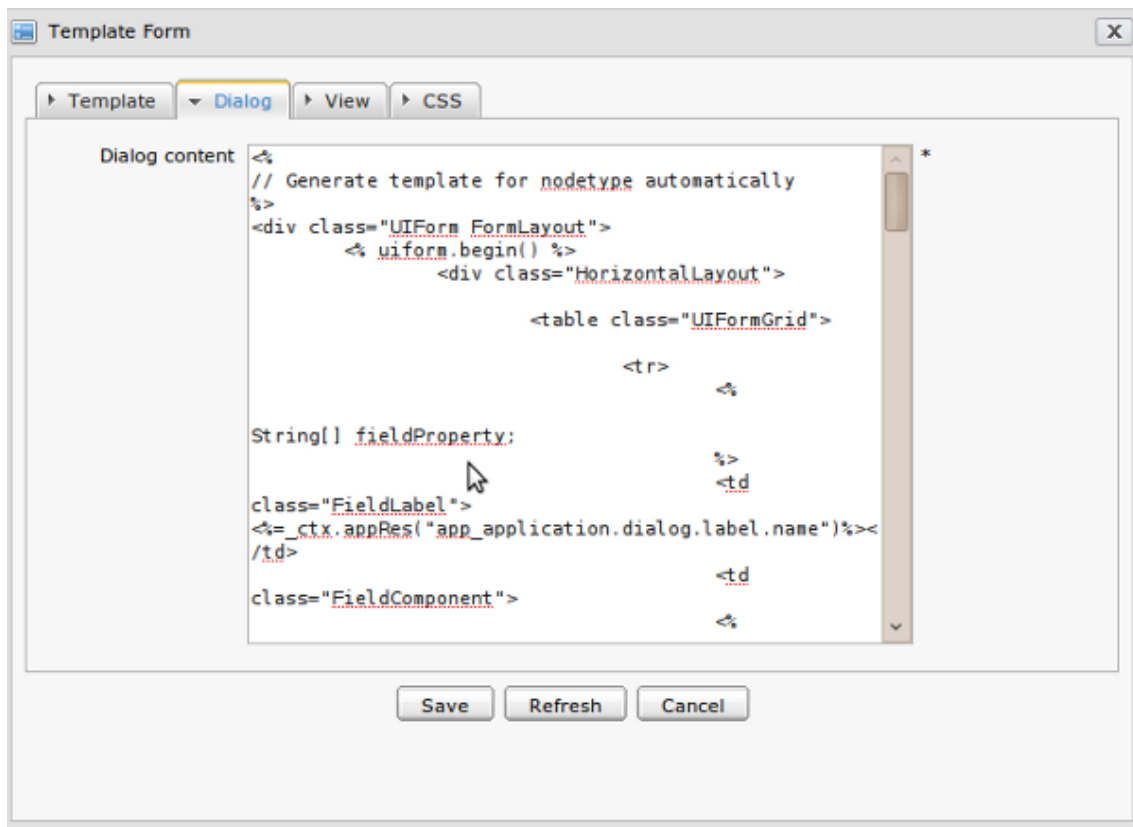 Template Form
X
Template Dialog View CSS
Dialog content *
<%
// Generate template for nodetype automatically
%>
<div class="UIForm FormLayout">
<% uiform.begin() %>
<div class="HorizontalLayout">
<table class="UIFormGrid">
<tr>
<%
String[] fieldProperty;
%>
<td
class="FieldLabel">
<%=_ctx.appRes("app_application.dialog.label.name")%><
/td>
<td
class="FieldComponent">
<%
Save Refresh Cancel